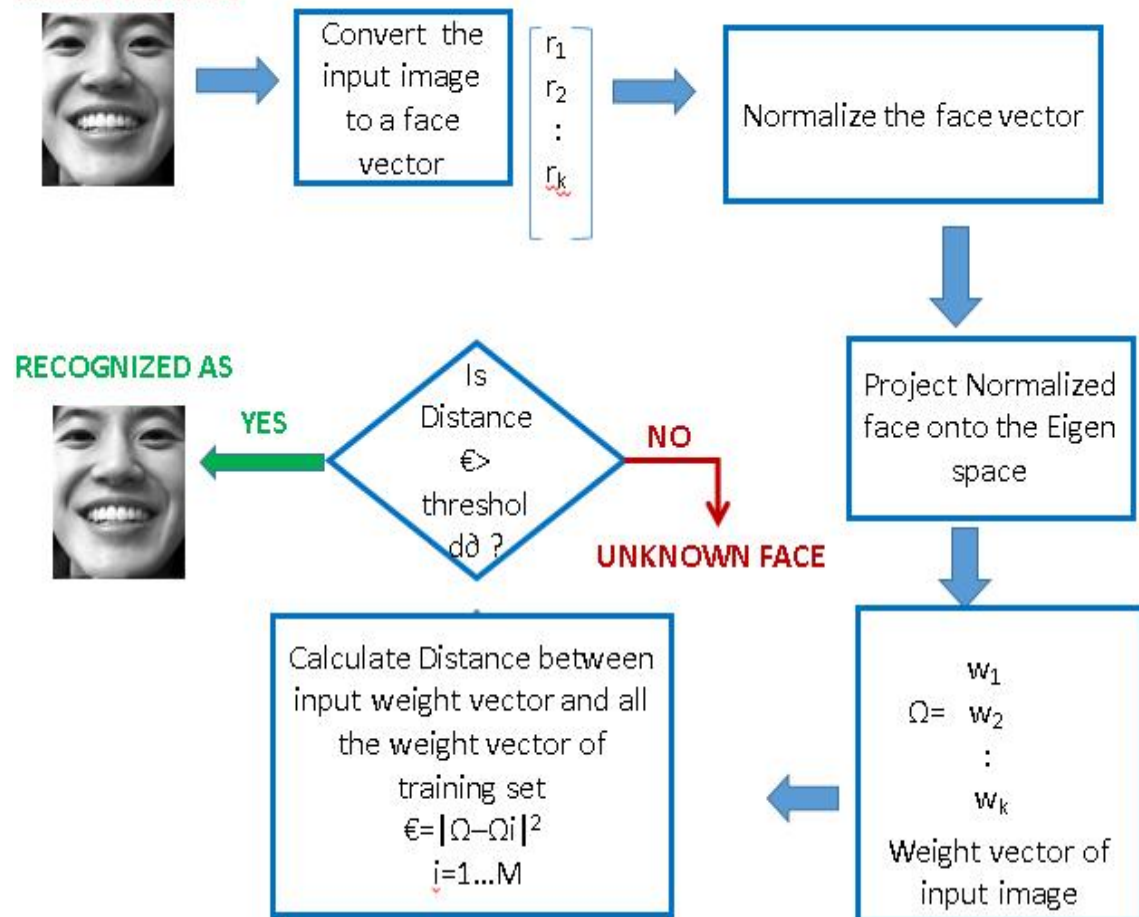 Convert the
input image
to a face
vector
r₁
r₂
:
rₖ
Normalize the face vector
Project Normalized
face onto the Eigen
space
w₁
Ω= w₂
:
wₖ
Weight vector of
input image
Calculate Distance between
input weight vector and all
the weight vector of
training set
€=|Ω−Ωi|²
i=1...M
Is
Distance
€>
threshol
d∂ ?
YES
RECOGNIZED AS
NO
UNKNOWN FACE